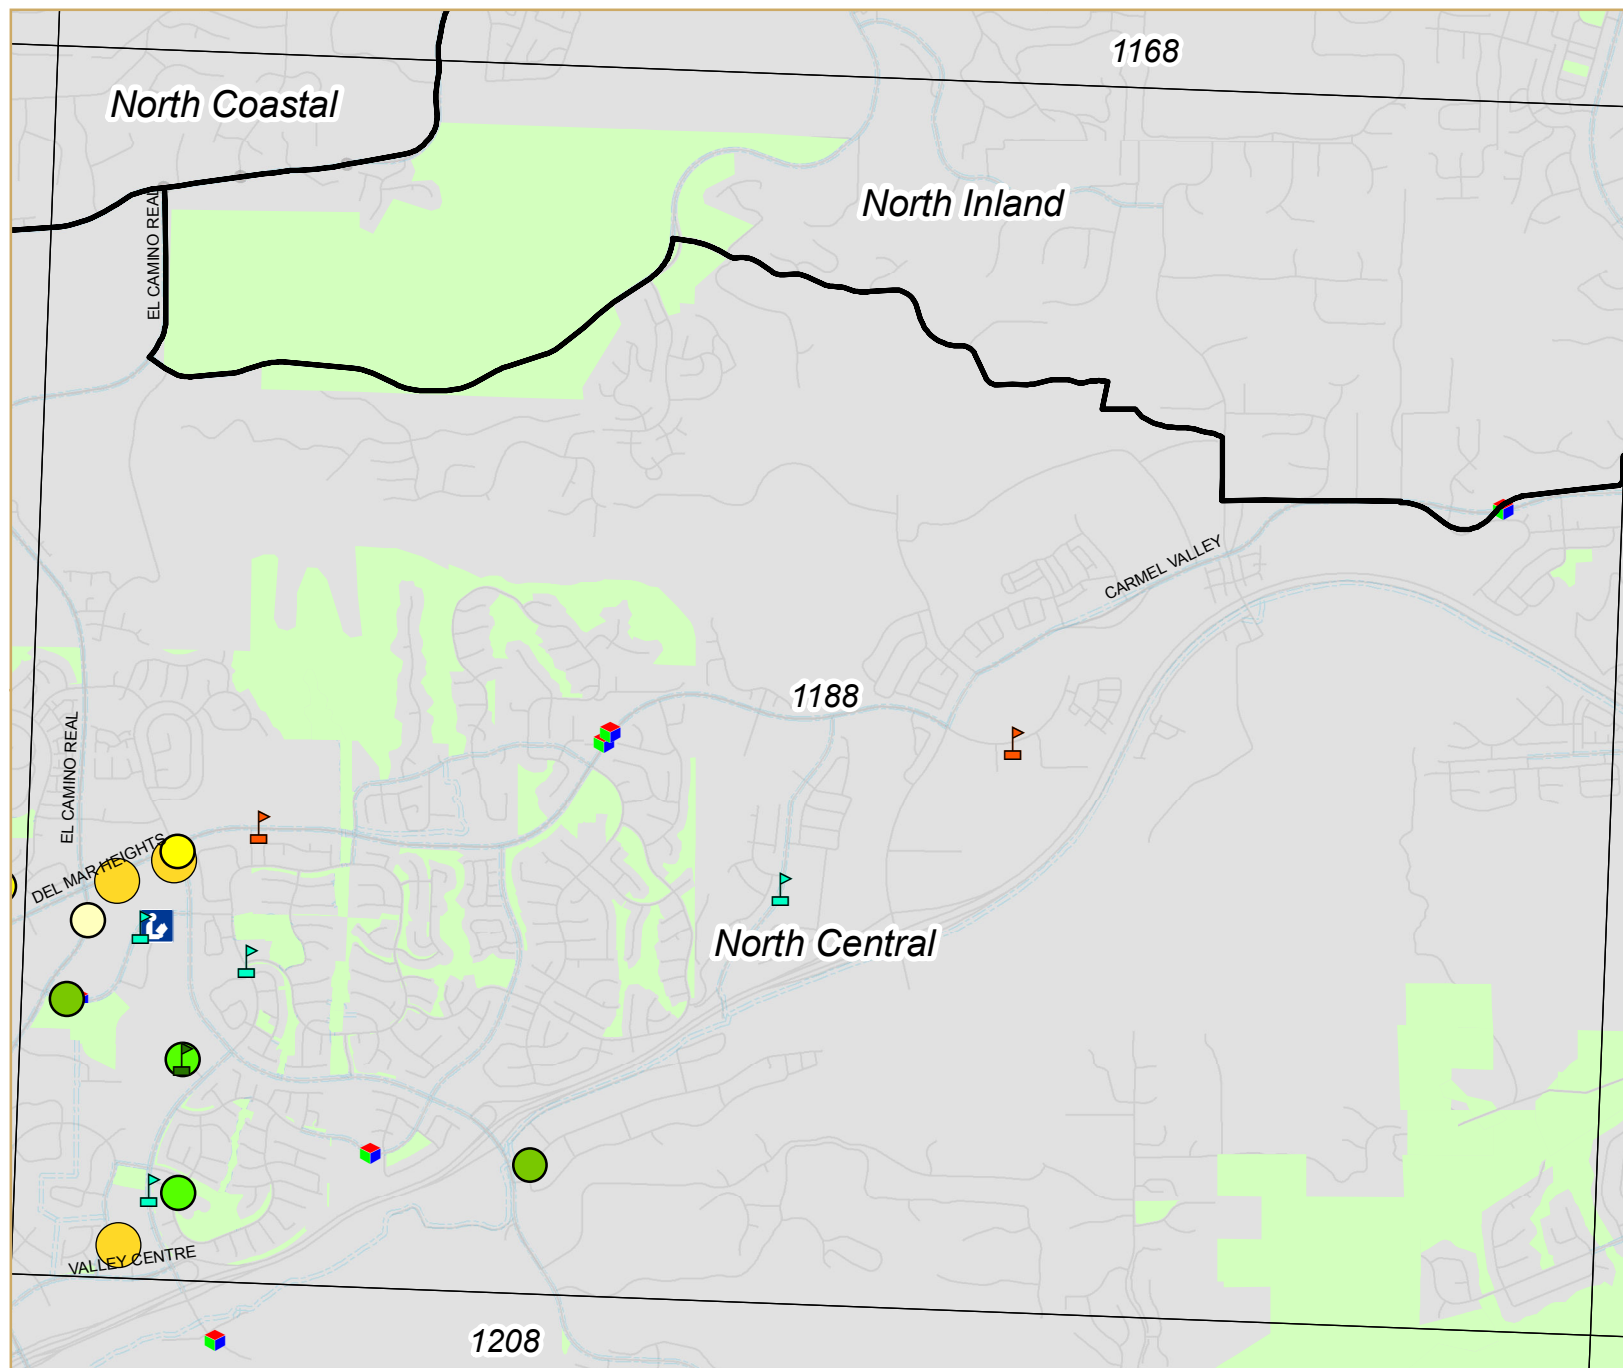 1168
North Coastal
North Inland
EL CAMINO REAL
CARMEL VALLEY
1188
EL CAMINO REAL
DEL MAR HEIGHTS
North Central
VALLEY CENTRE
1208